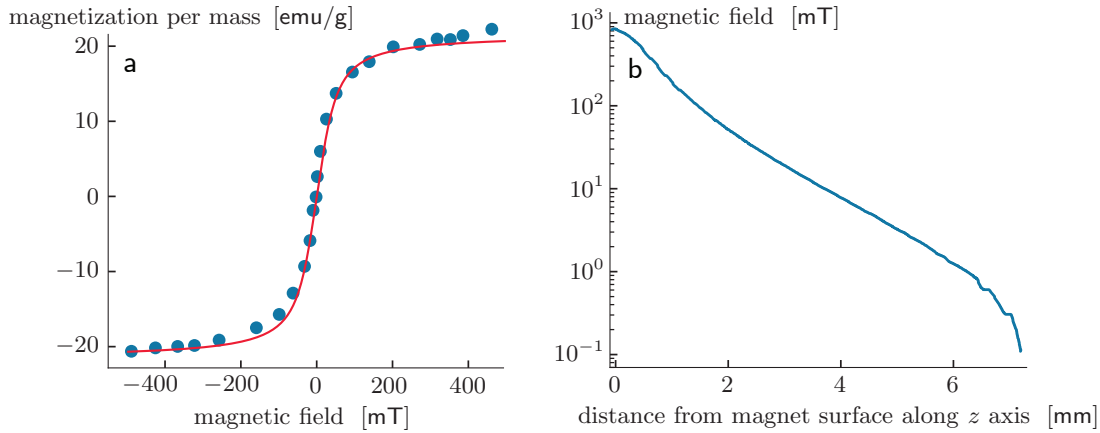 magnetization per mass [emu/g]
a
20
10
0
−10
−20
−400 −200 0 200 400
magnetic field [mT]
magnetic field [mT]
b
10³
10²
10¹
10⁰
10⁻¹
0 2 4 6
distance from magnet surface along z axis [mm]